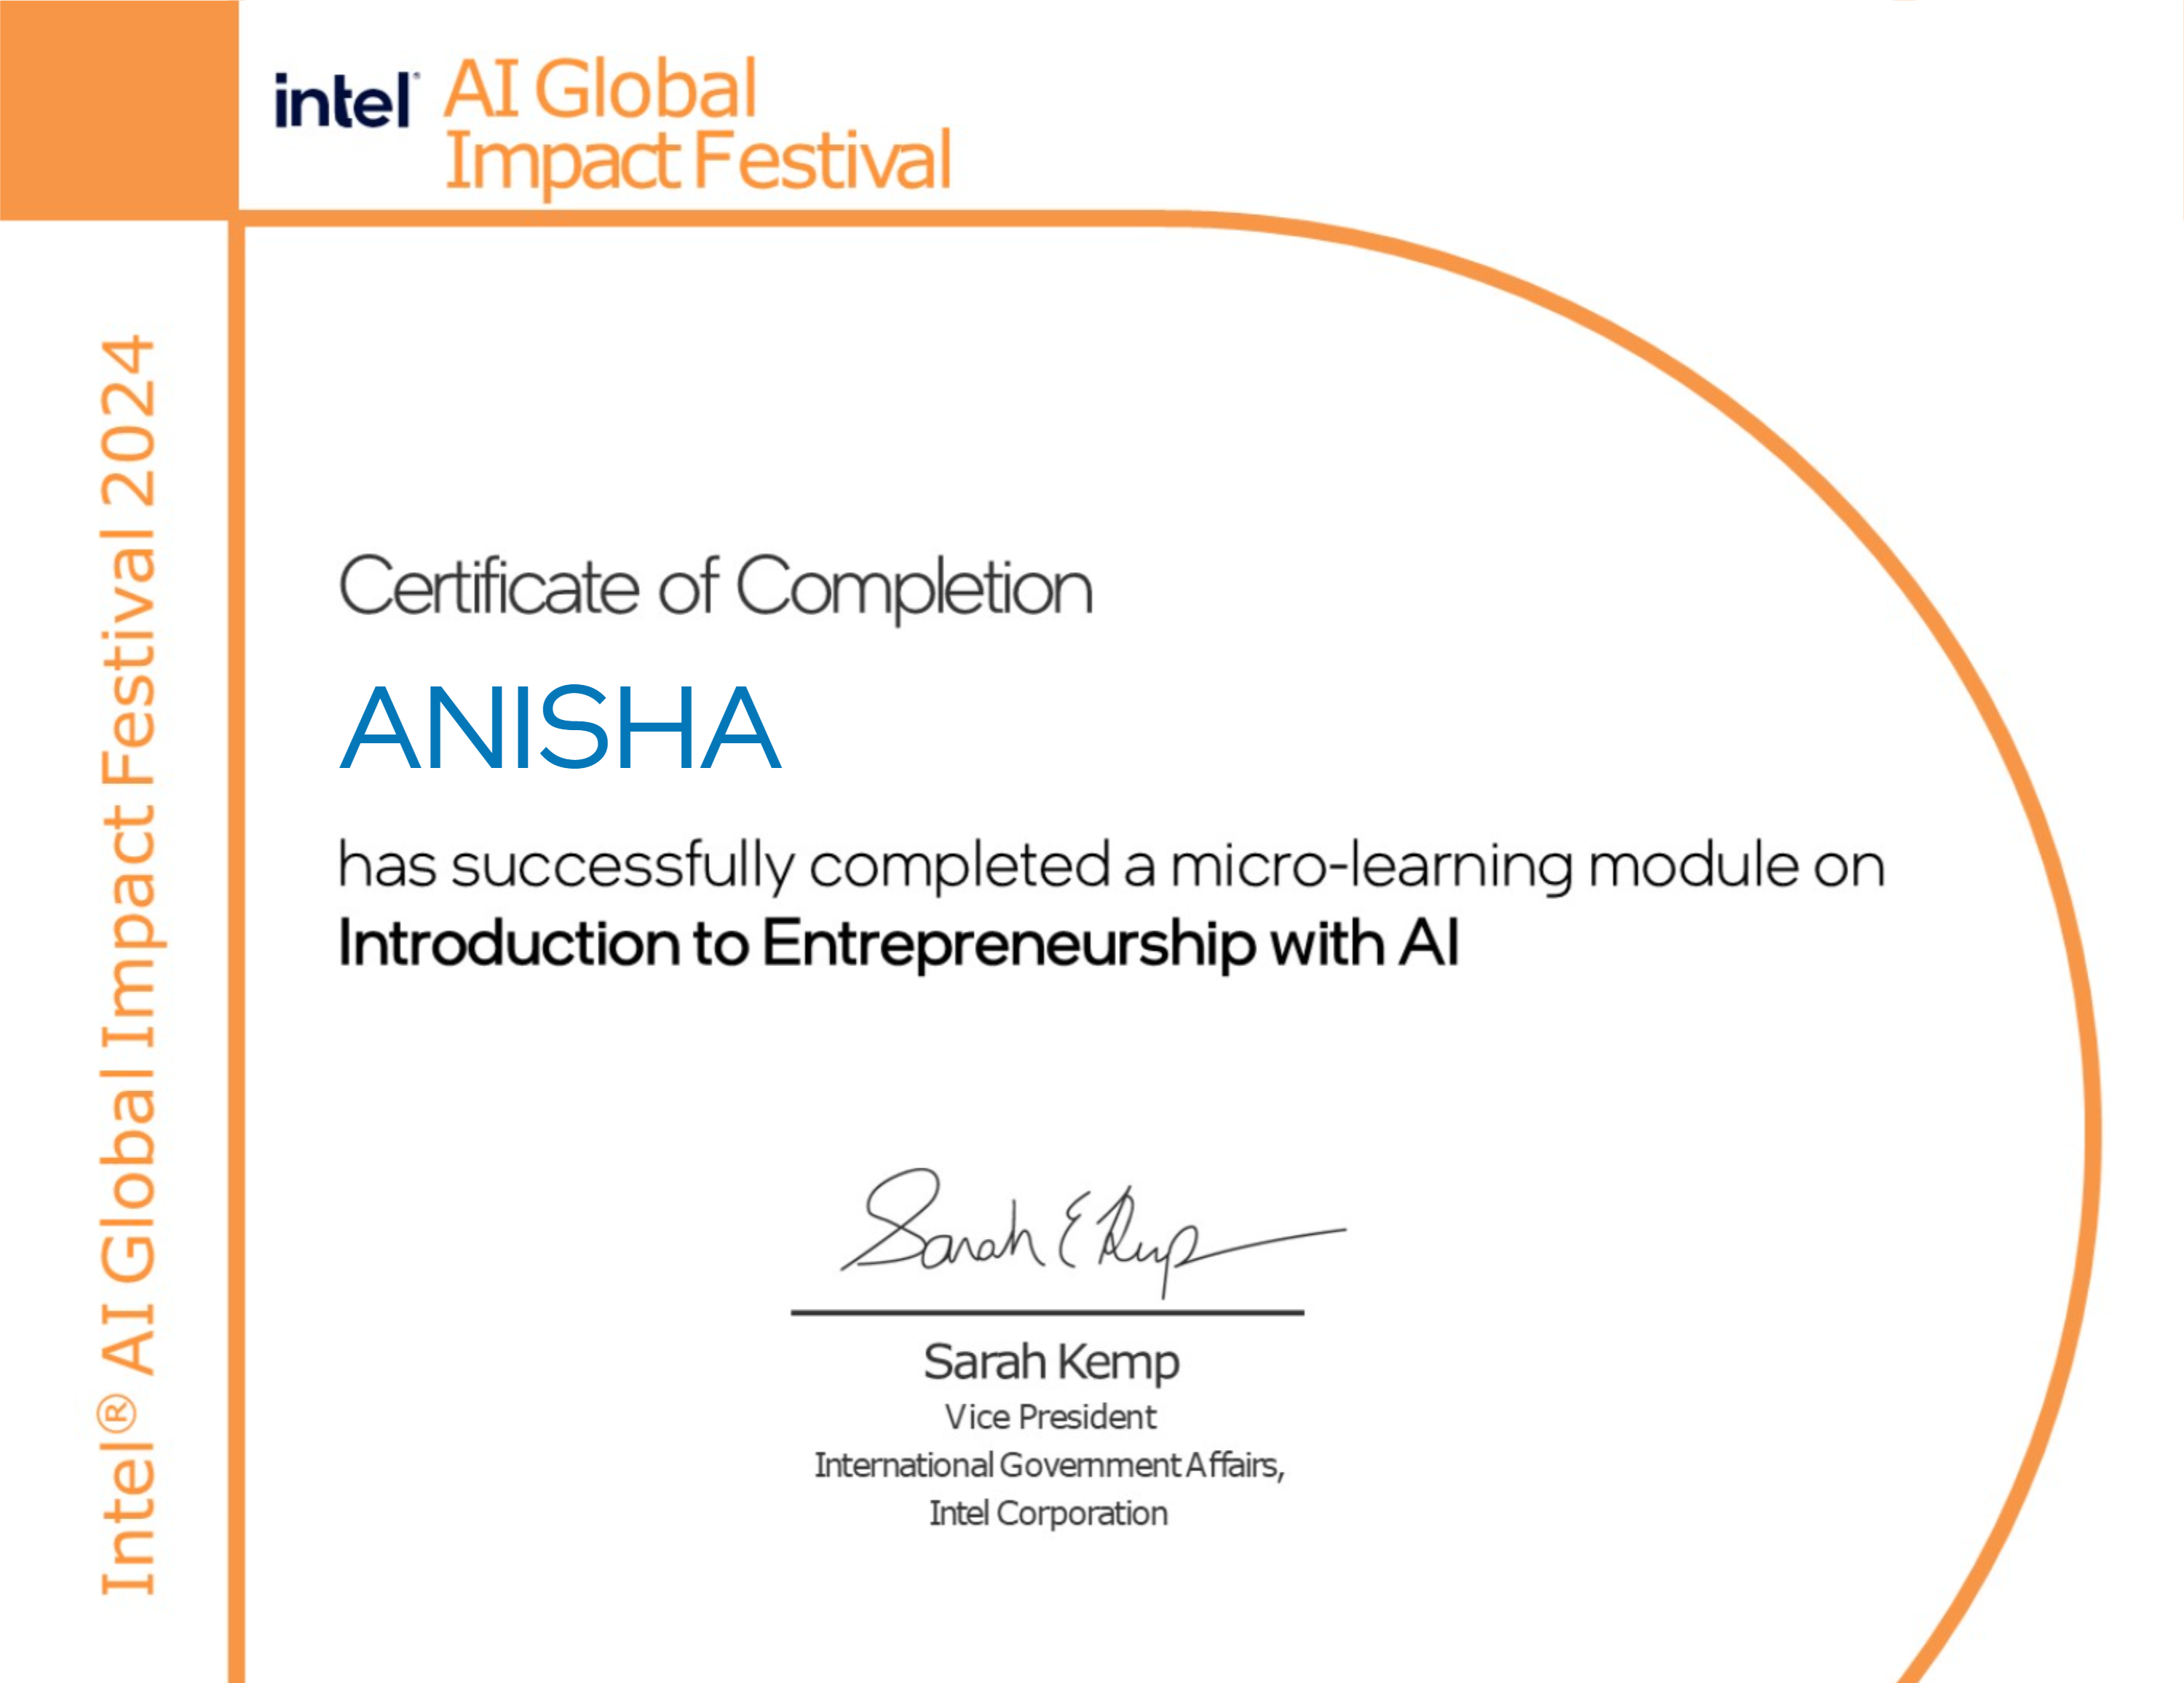 intel
AI Global
Impact Festival
Intel® AI Global Impact Festival 2024
Certificate of Completion
ANISHA
has successfully completed a micro-learning module on
Introduction to Entrepreneurship with AI
Sarah E Kemp
Sarah Kemp
Vice President
International Government Affairs,
Intel Corporation